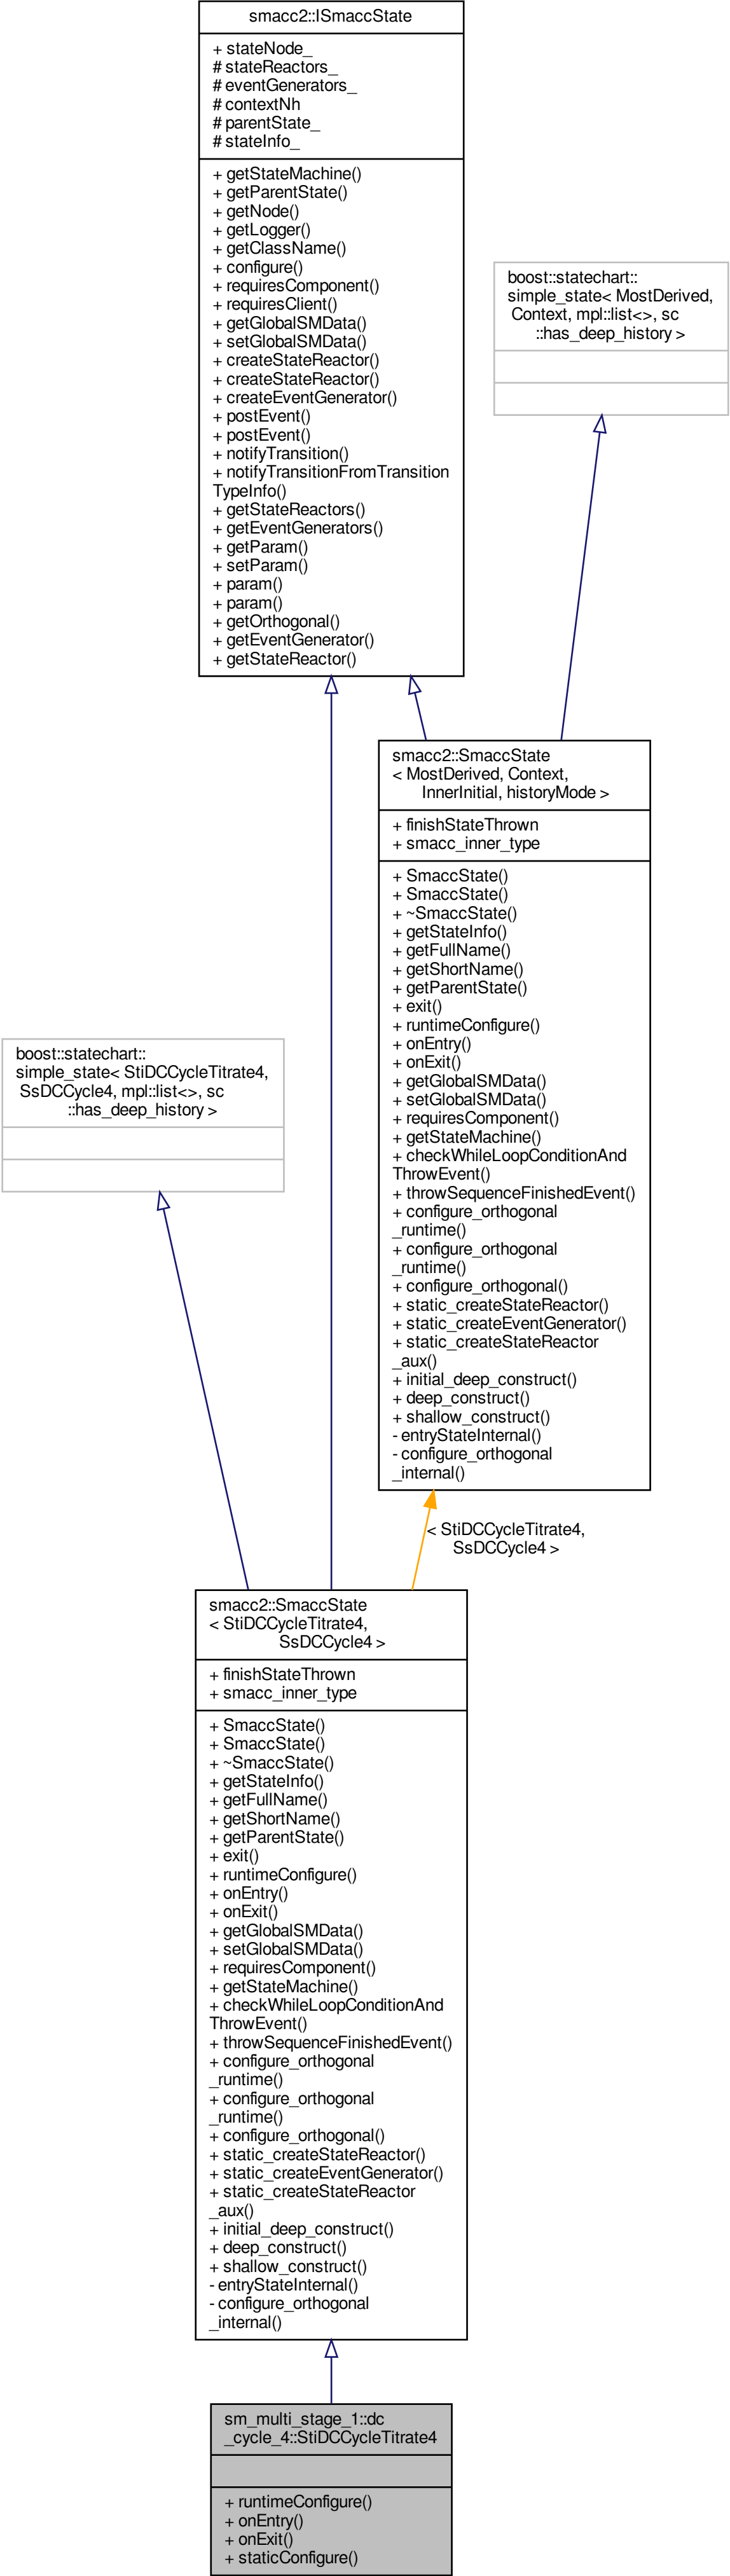 smacc2::ISmaccState
+ stateNode_
# stateReactors_
# eventGenerators_
# contextNh
# parentState_
# stateInfo_
+ getStateMachine()
+ getParentState()
+ getNode()
+ getLogger()
+ getClassName()
+ configure()
+ requiresComponent()
+ requiresClient()
+ getGlobalSMData()
+ setGlobalSMData()
+ createStateReactor()
+ createStateReactor()
+ createEventGenerator()
+ postEvent()
+ postEvent()
+ notifyTransition()
+ notifyTransitionFromTransition
TypeInfo()
+ getStateReactors()
+ getEventGenerators()
+ getParam()
+ setParam()
+ param()
+ param()
+ getOrthogonal()
+ getEventGenerator()
+ getStateReactor()
boost::statechart::
simple_state< MostDerived,
Context, mpl::list<>, sc
::has_deep_history >
smacc2::SmaccState
< MostDerived, Context,
InnerInitial, historyMode >
+ finishStateThrown
+ smacc_inner_type
+ SmaccState()
+ SmaccState()
+ ~SmaccState()
+ getStateInfo()
+ getFullName()
+ getShortName()
+ getParentState()
+ exit()
+ runtimeConfigure()
+ onEntry()
+ onExit()
+ getGlobalSMData()
+ setGlobalSMData()
+ requiresComponent()
+ getStateMachine()
+ checkWhileLoopConditionAnd
ThrowEvent()
+ throwSequenceFinishedEvent()
+ configure_orthogonal
_runtime()
+ configure_orthogonal
_runtime()
+ configure_orthogonal()
+ static_createStateReactor()
+ static_createEventGenerator()
+ static_createStateReactor
_aux()
+ initial_deep_construct()
+ deep_construct()
+ shallow_construct()
- entryStateInternal()
- configure_orthogonal
_internal()
boost::statechart::
simple_state< StiDCCycleTitrate4,
SsDCCycle4, mpl::list<>, sc
::has_deep_history >
< StiDCCycleTitrate4,
SsDCCycle4 >
smacc2::SmaccState
< StiDCCycleTitrate4,
SsDCCycle4 >
+ finishStateThrown
+ smacc_inner_type
+ SmaccState()
+ SmaccState()
+ ~SmaccState()
+ getStateInfo()
+ getFullName()
+ getShortName()
+ getParentState()
+ exit()
+ runtimeConfigure()
+ onEntry()
+ onExit()
+ getGlobalSMData()
+ setGlobalSMData()
+ requiresComponent()
+ getStateMachine()
+ checkWhileLoopConditionAnd
ThrowEvent()
+ throwSequenceFinishedEvent()
+ configure_orthogonal
_runtime()
+ configure_orthogonal
_runtime()
+ configure_orthogonal()
+ static_createStateReactor()
+ static_createEventGenerator()
+ static_createStateReactor
_aux()
+ initial_deep_construct()
+ deep_construct()
+ shallow_construct()
- entryStateInternal()
- configure_orthogonal
_internal()
sm_multi_stage_1::dc
_cycle_4::StiDCCycleTitrate4
+ runtimeConfigure()
+ onEntry()
+ onExit()
+ staticConfigure()